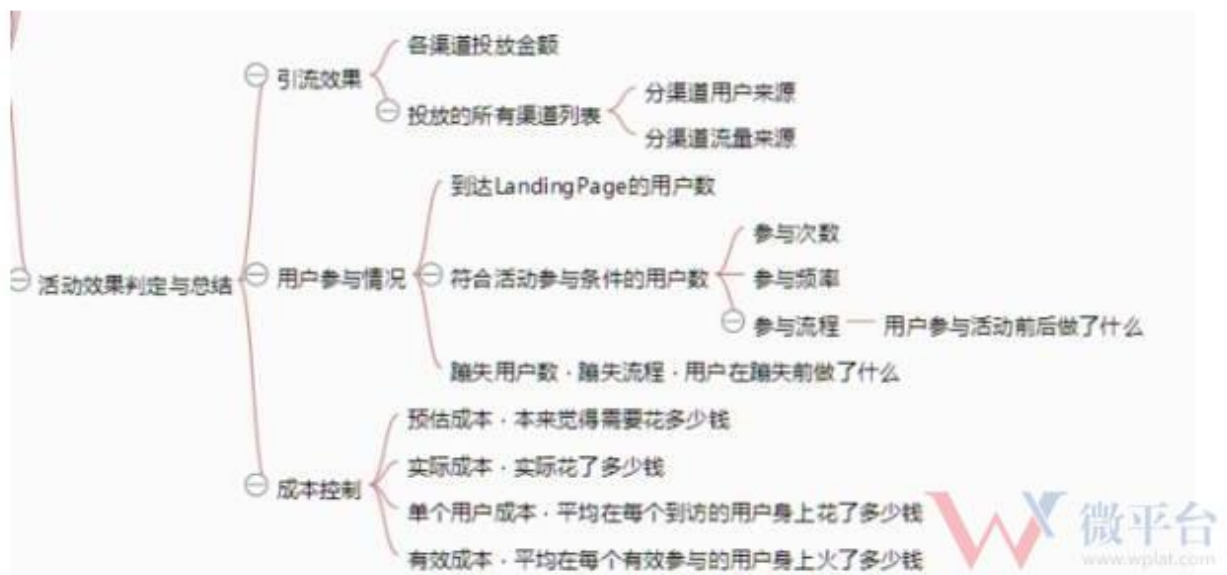 各渠道投放金额
引流效果
投放的所有渠道列表
分渠道用户来源
分渠道流量来源
到达LandingPage的用户数
参与次数
活动效果判定与总结
用户参与情况
符合活动参与条件的用户数
参与频率
参与流程
用户参与活动前后做了什么
蹦失用户数·蹦失流程·用户在蹦失前做了什么
预估成本·本来觉得需要花多少钱
实际成本·实际花了多少钱
成本控制
单个用户成本·平均在每个到访的用户身上花了多少钱
有效成本·平均在每个有效参与的用户身上火了多少钱
微平台
www.wplat.com